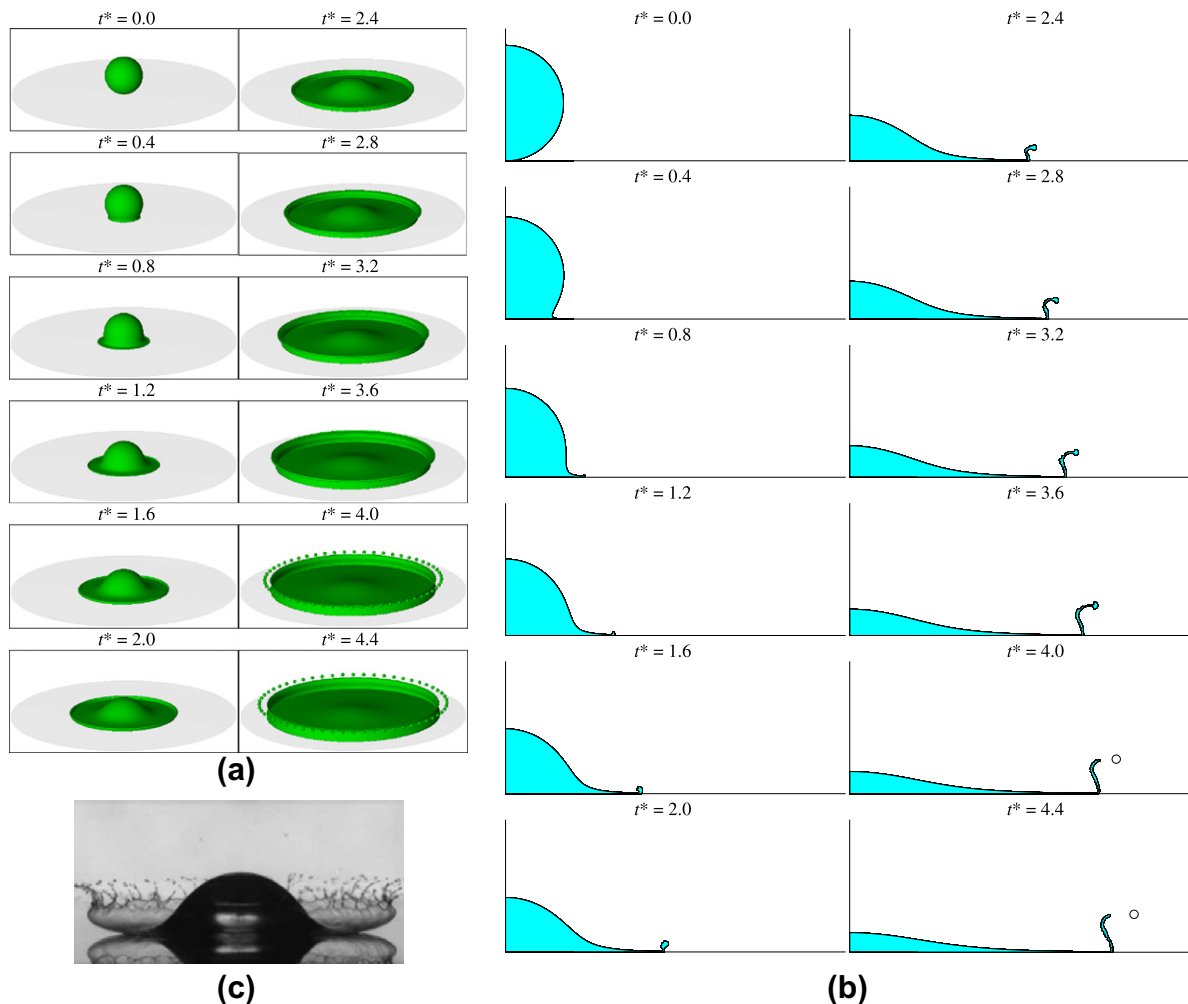 t* = 0.0
t* = 2.4
t* = 0.4
t* = 2.8
t* = 0.8
t* = 3.2
t* = 1.2
t* = 3.6
t* = 1.6
t* = 4.0
t* = 2.0
t* = 4.4
(a)
(c)
t* = 0.0
t* = 2.4
t* = 0.4
t* = 2.8
t* = 0.8
t* = 3.2
t* = 1.2
t* = 3.6
t* = 1.6
t* = 4.0
t* = 2.0
t* = 4.4
(b)